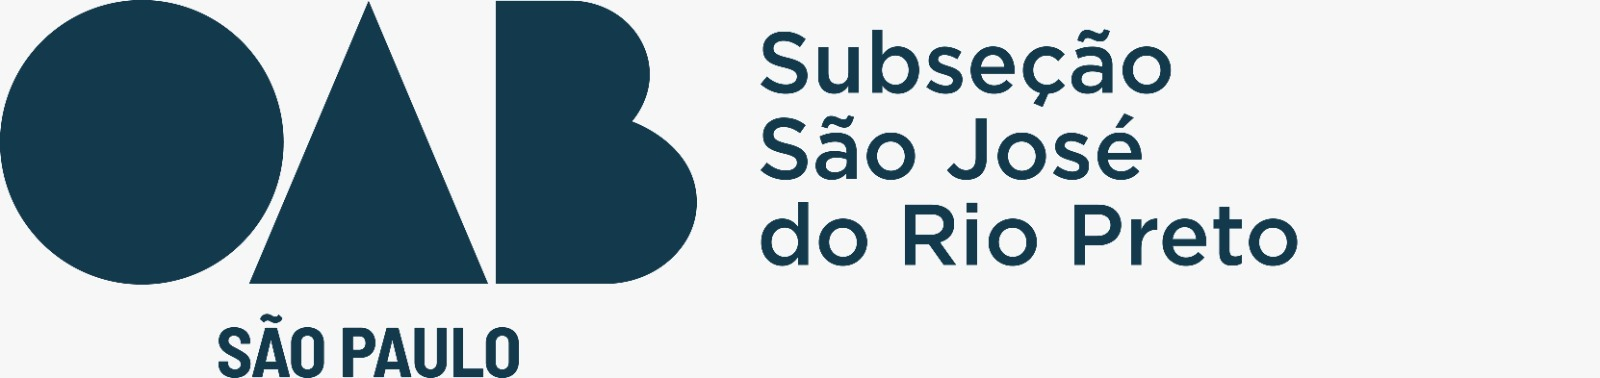 OAB
SÃO PAULO
Subseção
São José
do Rio Preto